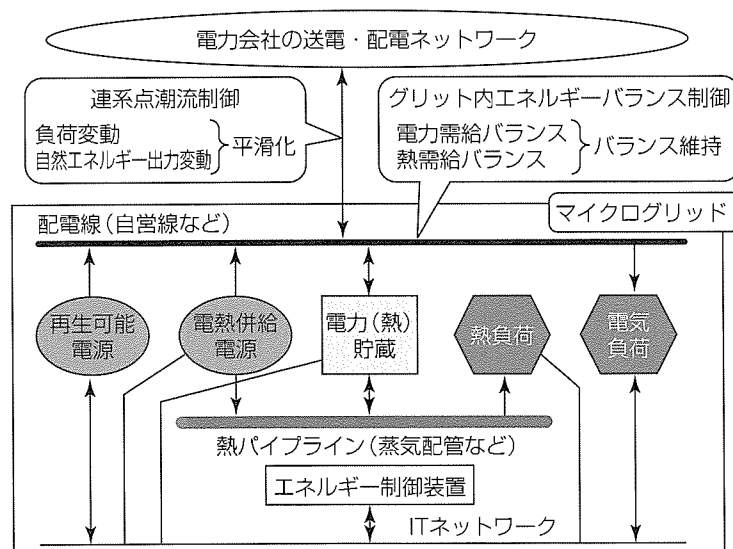 電力会社の送電・配電ネットワーク
連系点潮流制御
負荷変動
自然エネルギー出力変動
平滑化
グリット内エネルギーバランス制御
電力需給バランス
熱需給バランス
バランス維持
マイクログリッド
配電線(自営線など)
再生可能
電源
電熱併給
電源
電力(熱)
貯蔵
熱負荷
電気
負荷
熱パイプライン(蒸気配管など)
エネルギー制御装置
ITネットワーク